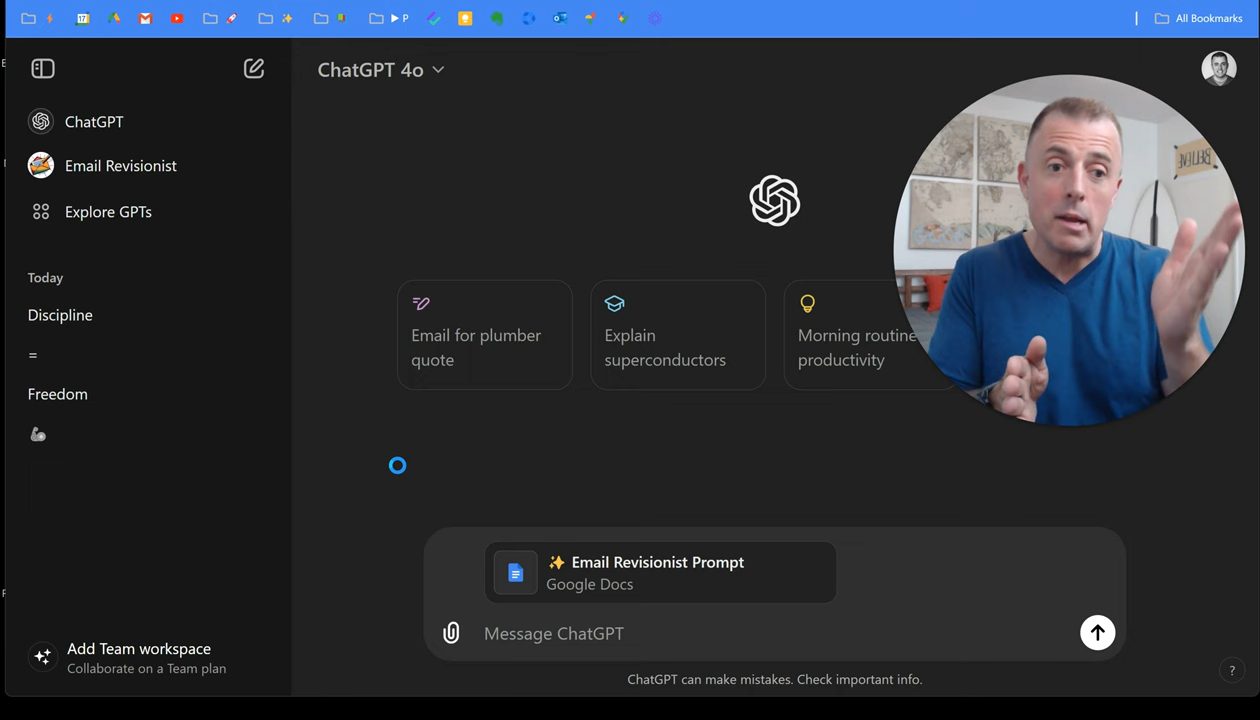 P
All Bookmarks
17
ChatGPT
Email Revisionist
Explore GPTs
Today
Discipline
=
Freedom
Add Team workspace
Collaborate on a Team plan
ChatGPT 4o
Email for plumber
quote
Explain
superconductors
Morning routine
productivity
BELIEVE
Email Revisionist Prompt
Google Docs
Message ChatGPT
ChatGPT can make mistakes. Check important info.
?